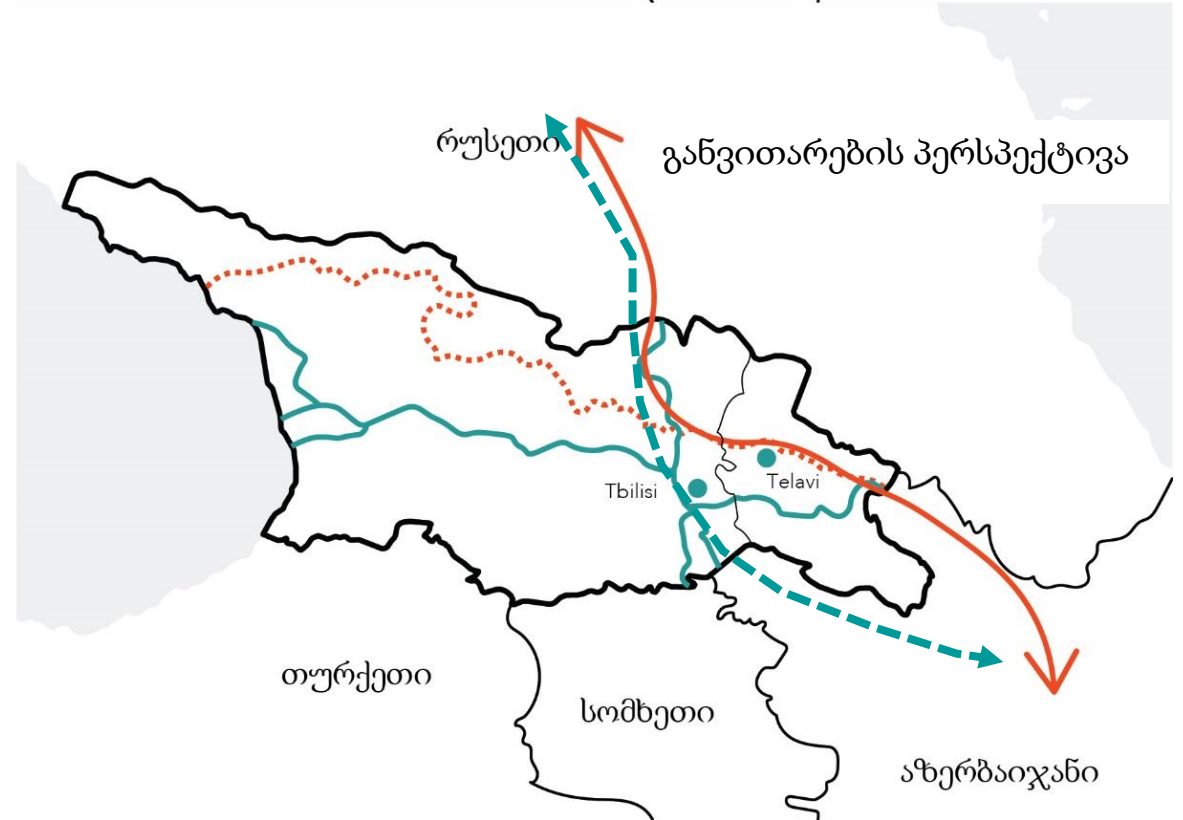 რუსეთი
განვითარების პერსპექტივა
Tbilisi
Telavi
თურქეთი
სომხეთი
აზერბაიჯანი